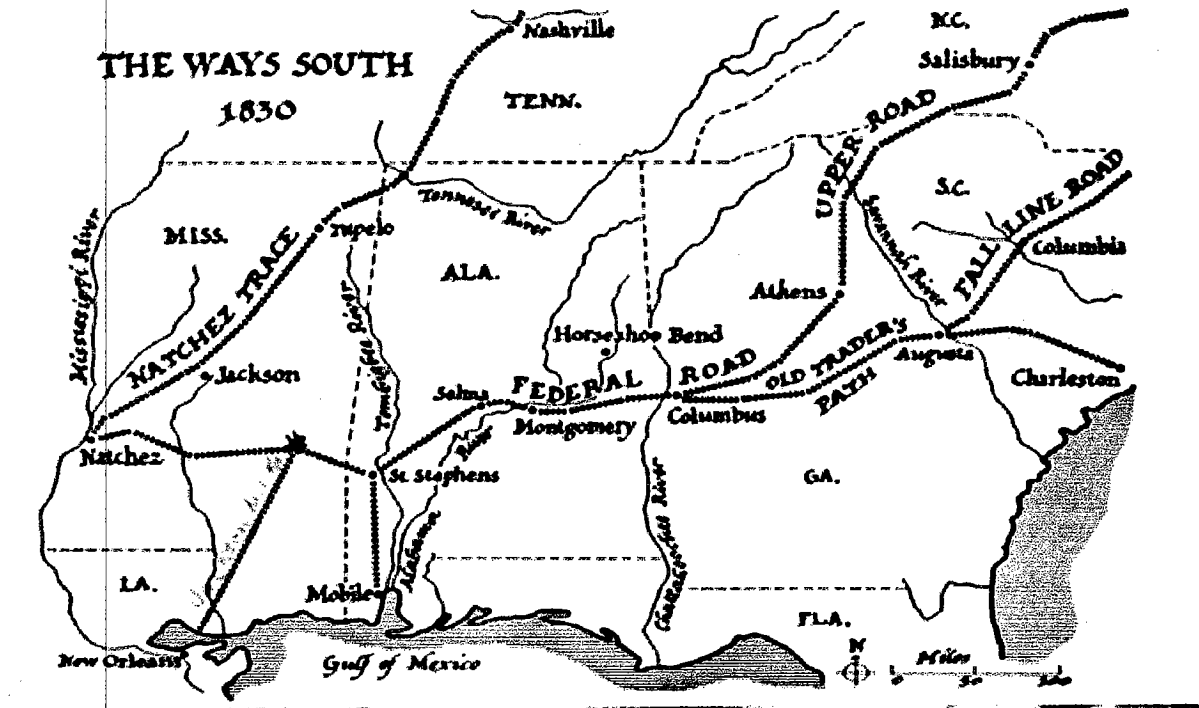 THE WAYS SOUTH
1830
Nashville
TENN.
N.C.
Salisbury
UPPER ROAD
S.C.
FALL LINE ROAD
Columbia
Savannah River
Tennessee River
Mississippi River
MISS.
NATCHEZ TRACE
Tupelo
ALA.
Tombigbee River
Athens
Horseshoe Bend
Jackson
Selma
FEDERAL ROAD
OLD TRADER'S PATH
Augusta
Charleston
Columbus
Montgomery
Natchez
St. Stephens
Alabama River
Chattahoochee River
GA.
LA.
Mobile
FLA.
New Orleans
Gulf of Mexico
N
Miles
0 50 100